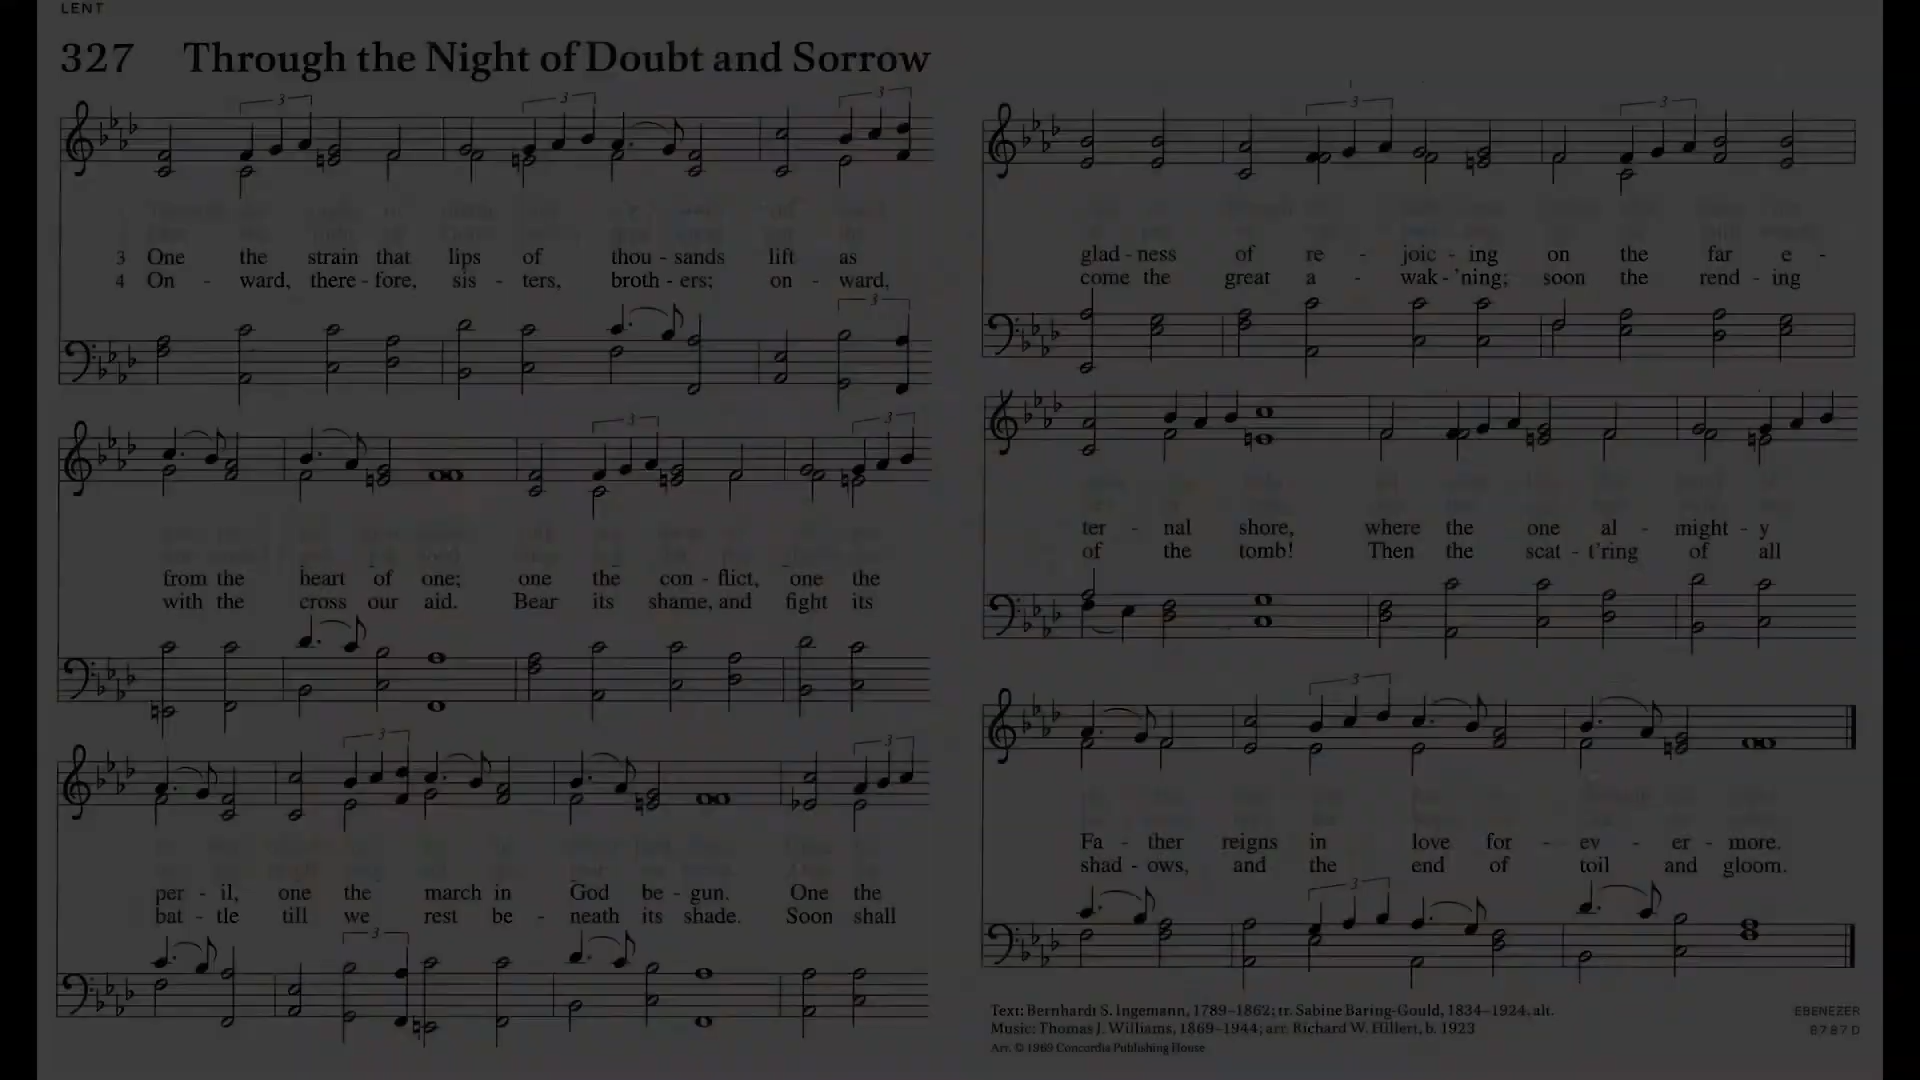 LENT
327 Through the Night of Doubt and Sorrow
3 One the strain that lips of thou - sands lift as
4 On - ward, there - fore, sis - ters, broth - ers; on - ward,
from the heart of one; one the con - flict, one the
with the cross our aid. Bear its shame, and fight its
per - il, one the march in God be - gun. One the
bat - tle till we rest be - neath its shade. Soon shall
glad - ness of re - joic - ing on the far e -
come the great a - wak - 'ning; soon the rend - ing
ter - nal shore, where the one al - might - y
of the tomb! Then the scat - t'ring of all
Fa - ther reigns in love for - ev - er - more.
shad - ows, and the end of toil and gloom.
Text: Bernhardt S. Ingemann, 1789–1862; tr. Sabine Baring-Gould, 1834–1924, alt.
Music: Thomas J. Williams, 1869–1944; arr. Richard W. Hillert, b. 1923
Arr. © 1969 Concordia Publishing House
EBENEZER
8 7 8 7 D